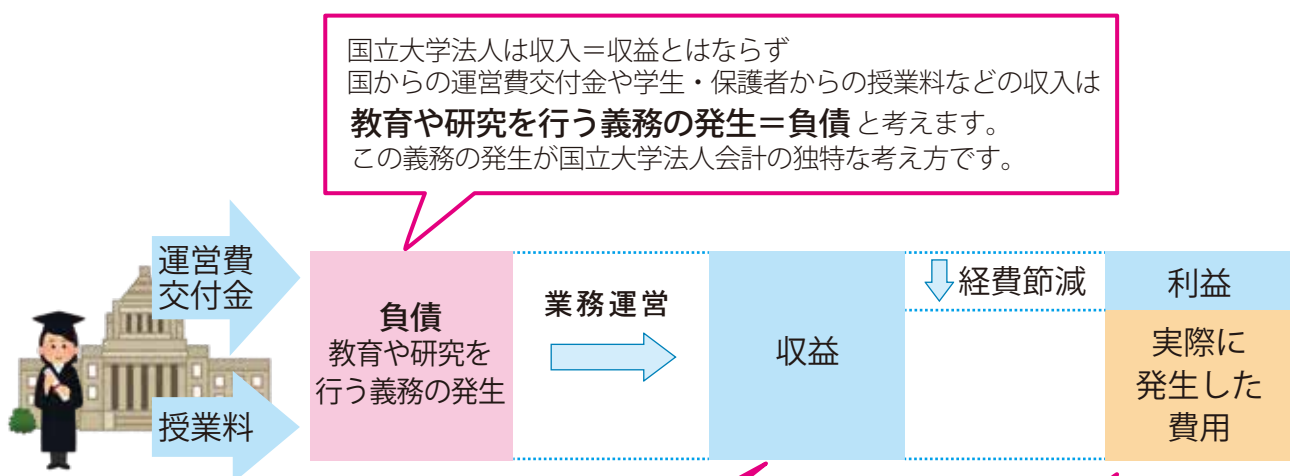 国立大学法人は収入＝収益とはならず
国からの運営費交付金や学生・保護者からの授業料などの収入は
教育や研究を行う義務の発生＝負債 と考えます。
この義務の発生が国立大学法人会計の独特な考え方です。
運営費
交付金
授業料
負債
教育や研究を
行う義務の発生
業務運営
収益
経費節減
利益
実際に
発生した
費用